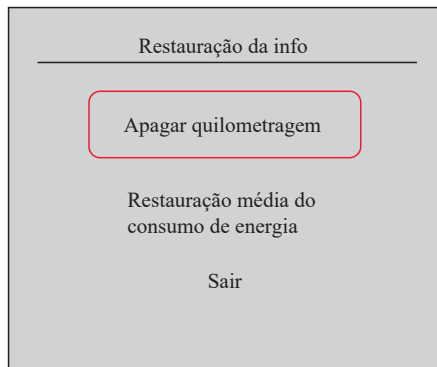 Restauração da info
Apagar quilometragem
Restauração média do
consumo de energia
Sair